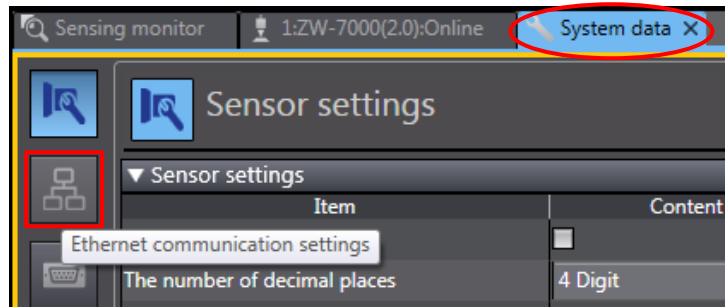 Sensing monitor 1:ZW-7000(2.0):Online System data ×
Sensor settings
▼ Sensor settings
Item Content
Ethernet communication settings
The number of decimal places 4 Digit